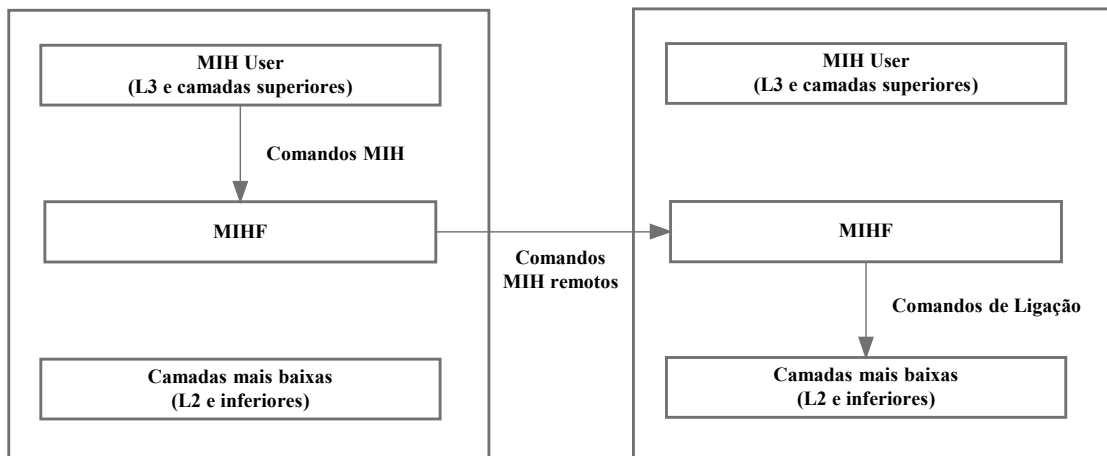 MIH User
(L3 e camadas superiores)
Comandos MIH
MIHF
Camadas mais baixas
(L2 e inferiores)
Comandos
MIH remotos
MIH User
(L3 e camadas superiores)
MIHF
Comandos de Ligação
Camadas mais baixas
(L2 e inferiores)